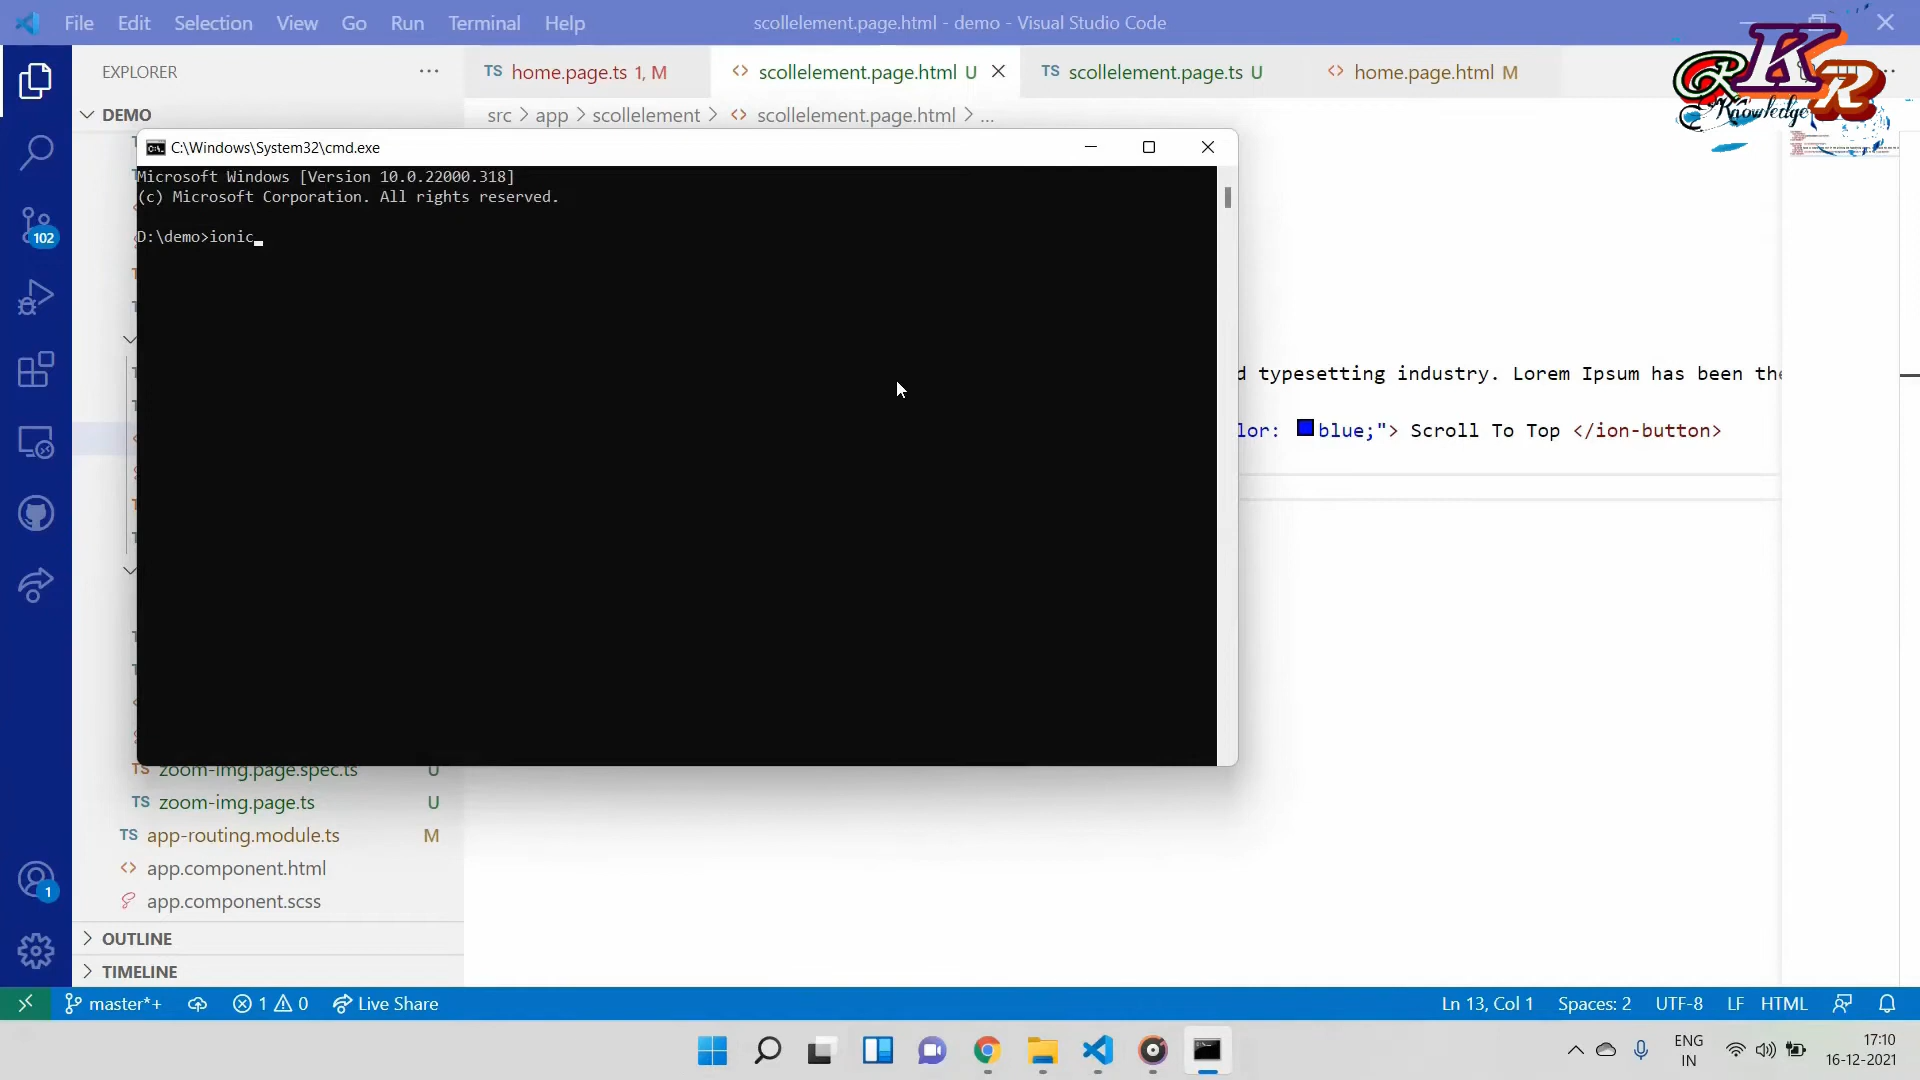 File Edit Selection View Go Run Terminal Help
scollelement.page.html - demo - Visual Studio Code
EXPLORER
TS home.page.ts 1, M
<> scollelement.page.html U
TS scollelement.page.ts U
<> home.page.html M
KR
Knowledge
DEMO
src > app > scollelement > <> scollelement.page.html > ...
C:\Windows\System32\cmd.exe
Microsoft Windows [Version 10.0.22000.318]
(c) Microsoft Corporation. All rights reserved.
D:\demo>ionic
102
d typesetting industry. Lorem Ipsum has been the
lor: blue;"> Scroll To Top </ion-button>
TS zoom-img.page.spec.ts U
TS zoom-img.page.ts U
TS app-routing.module.ts M
<> app.component.html
app.component.scss
1
OUTLINE
TIMELINE
master*+ 1 0 Live Share
Ln 13, Col 1 Spaces: 2 UTF-8 LF HTML
ENG
IN
17:10
16-12-2021